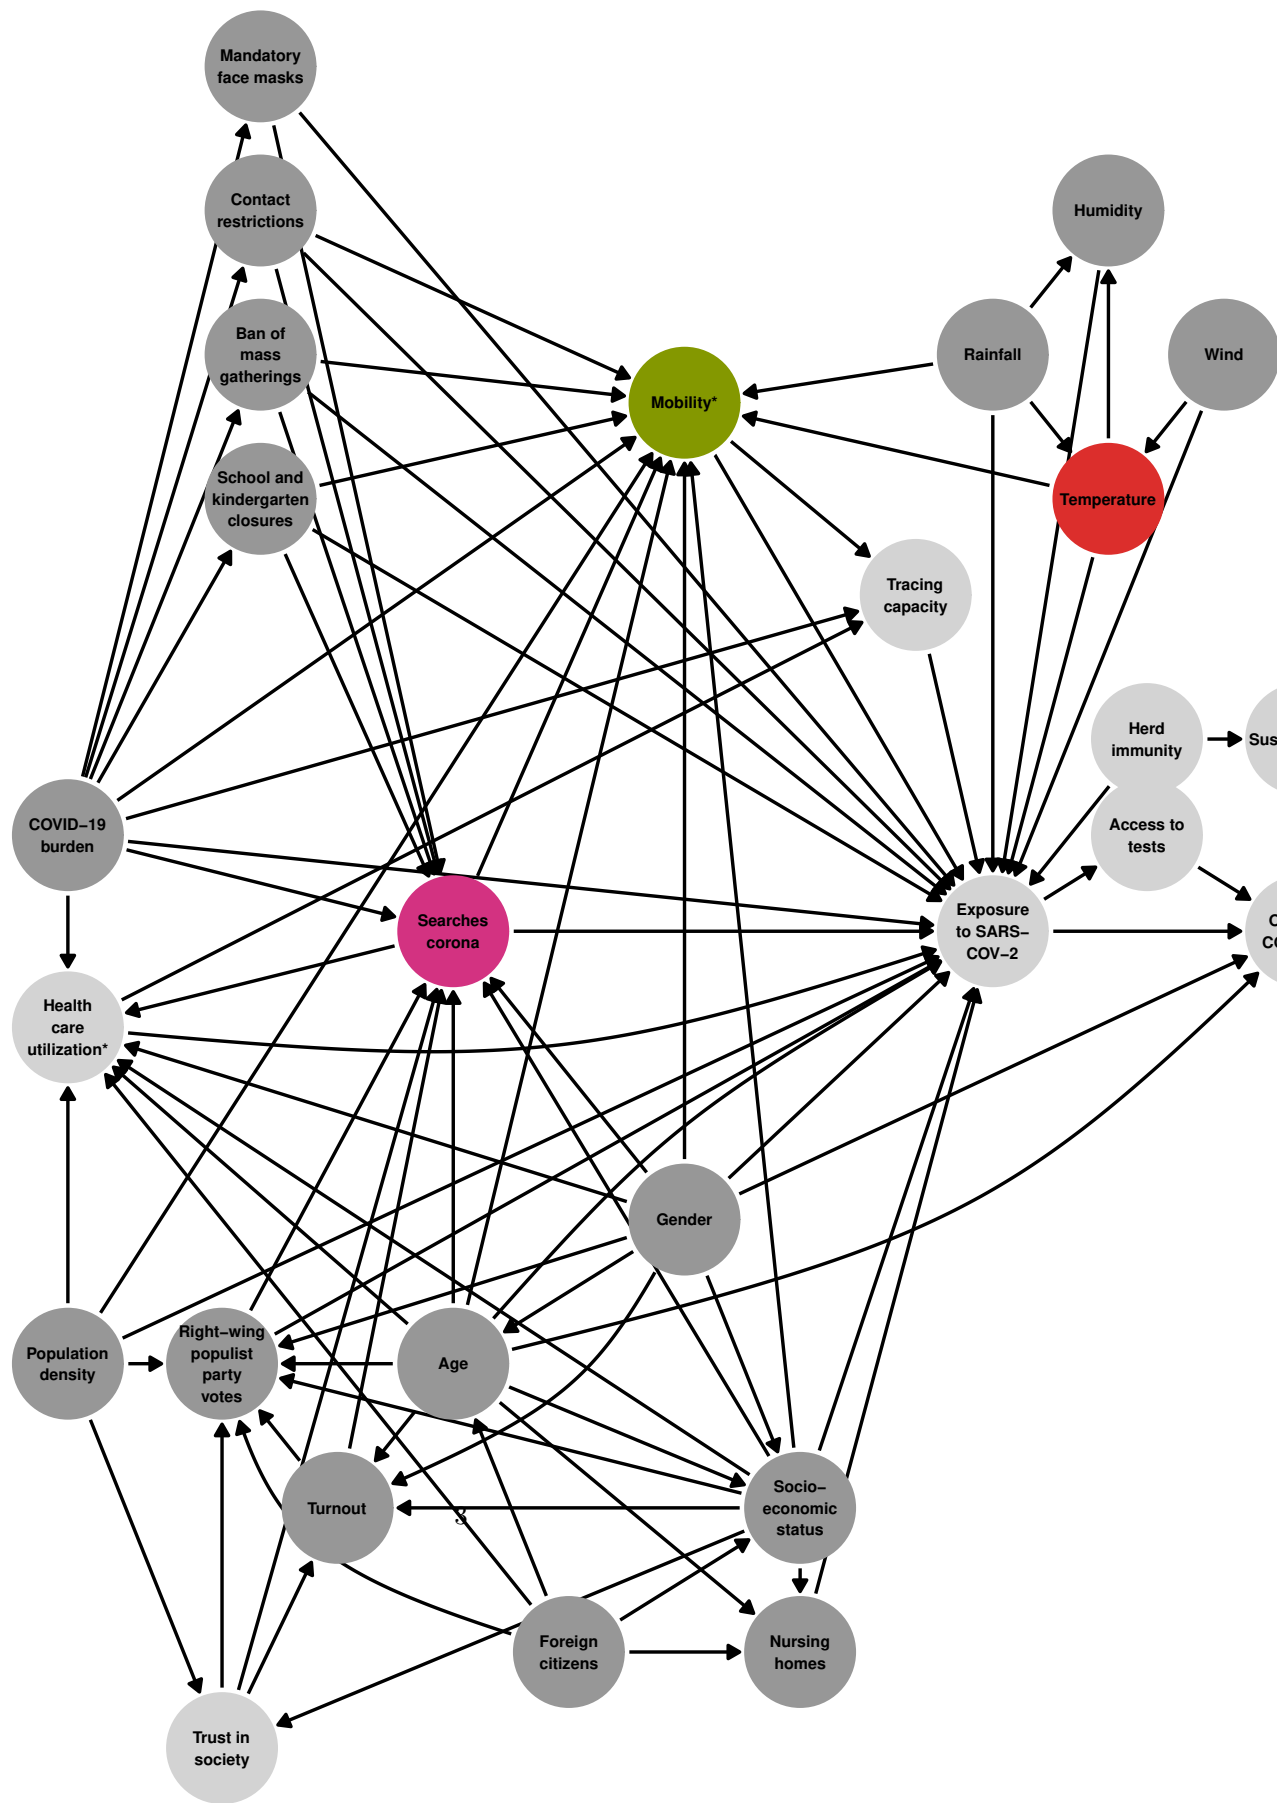 Mandatory
face masks
Contact
restrictions
Humidity
Ban of
mass
gatherings
Rainfall
Wind
Mobility*
School and
kindergarten
closures
Temperature
Tracing
capacity
Herd
immunity
Sus
COVID−19
burden
Access to
tests
Searches
corona
Exposure
to SARS−
COV−2
Health
care
utilization*
Gender
Population
density
Right−wing
populist
party
votes
Age
Turnout
3
Socio−
economic
status
Foreign
citizens
Nursing
homes
Trust in
society